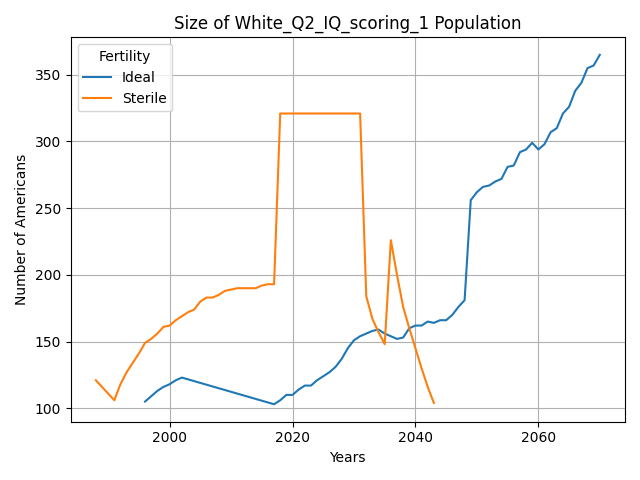 Size of White_Q2_IQ_scoring_1 Population
Fertility
Ideal
Sterile
Number of Americans
350
300
250
200
150
100
2000
2020
2040
2060
Years